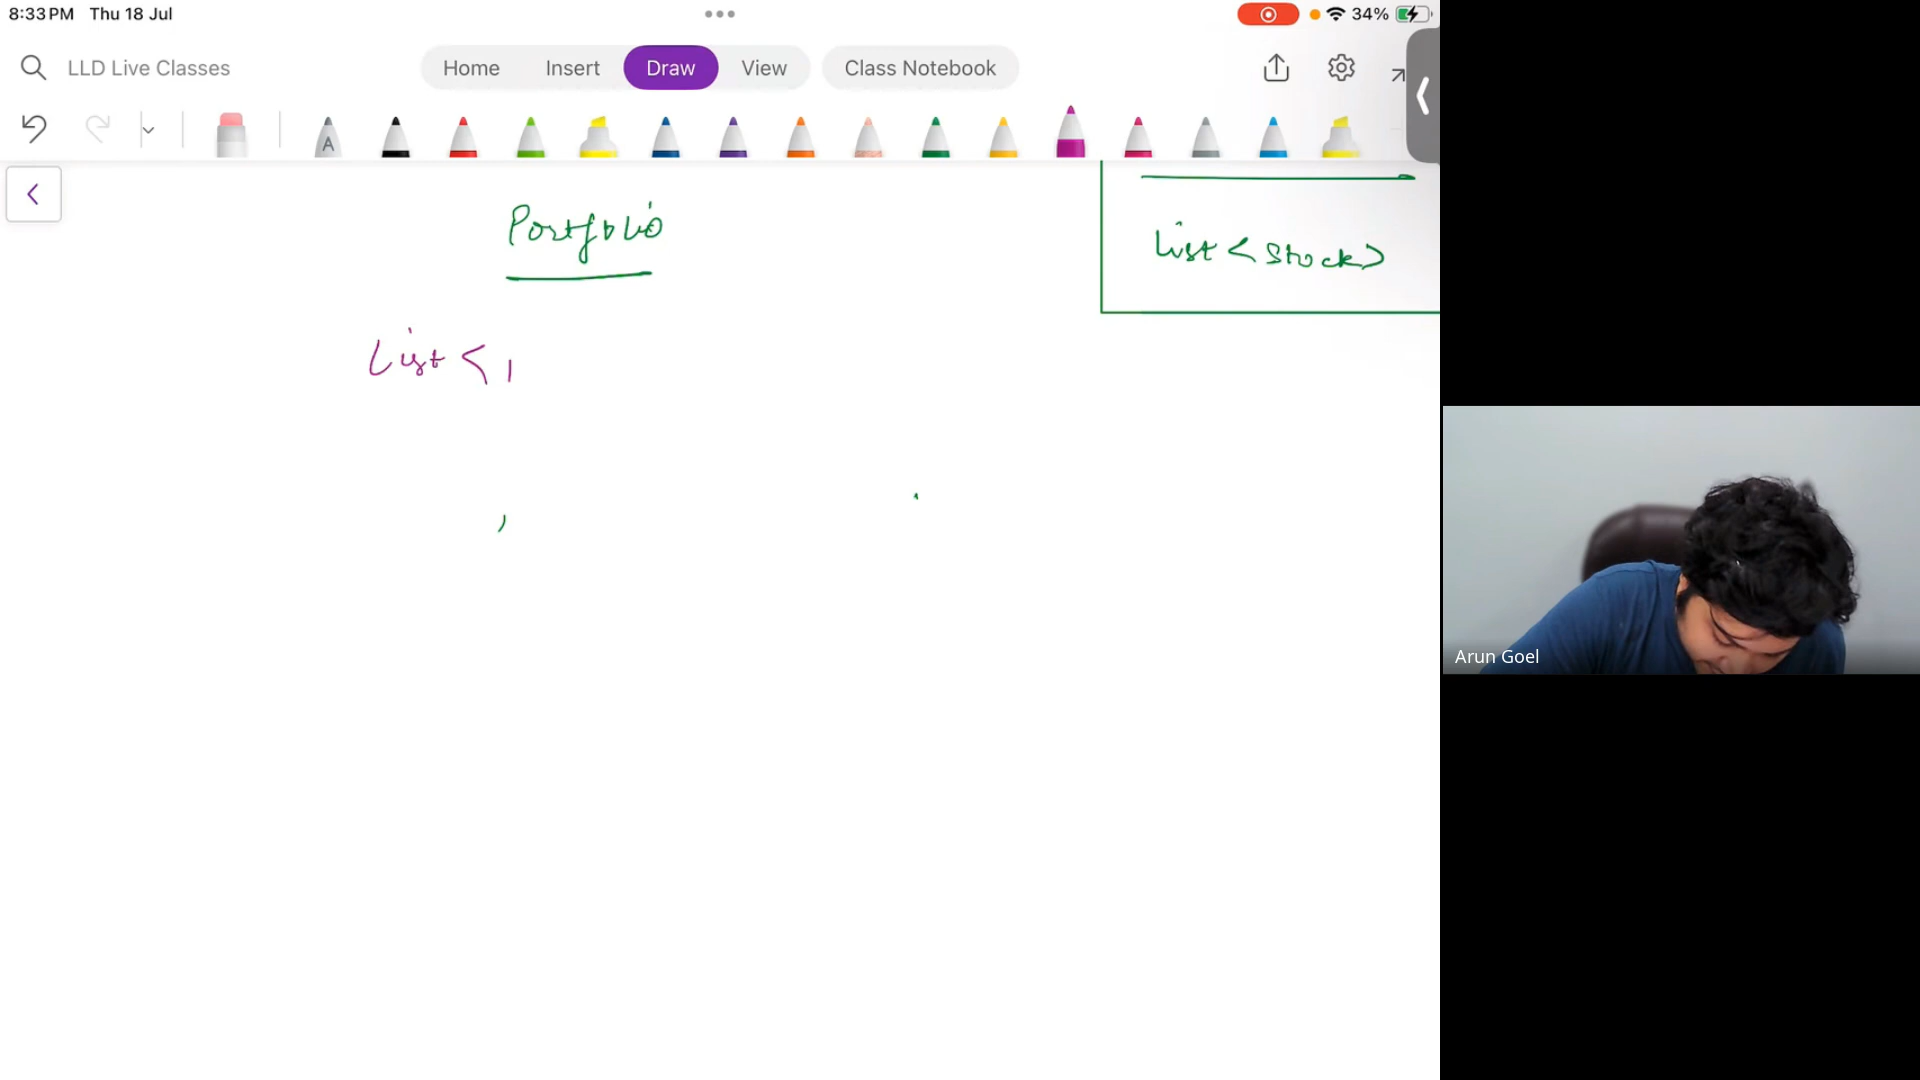 8:33 PM Thu 18 Jul
34%
LLD Live Classes
Home Insert Draw View Class Notebook
A
Portfolio
List <Stock>
List <
Arun Goel